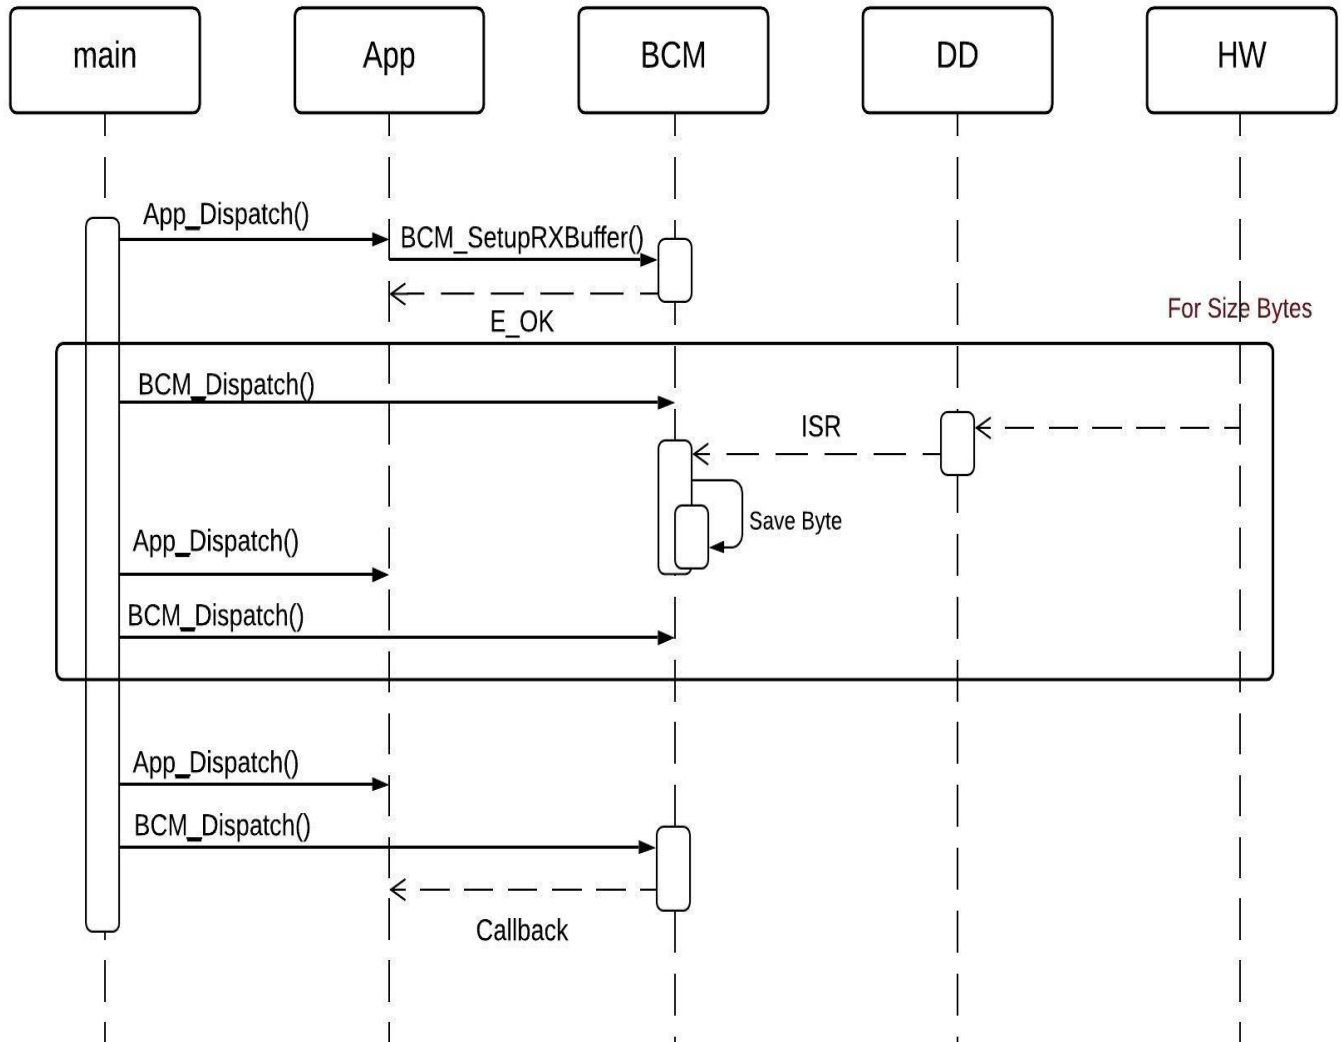 main
App
BCM
DD
HW
App_Dispatch()
BCM_SetupRXBuffer()
E_OK
For Size Bytes
BCM_Dispatch()
ISR
Save Byte
App_Dispatch()
BCM_Dispatch()
App_Dispatch()
BCM_Dispatch()
Callback